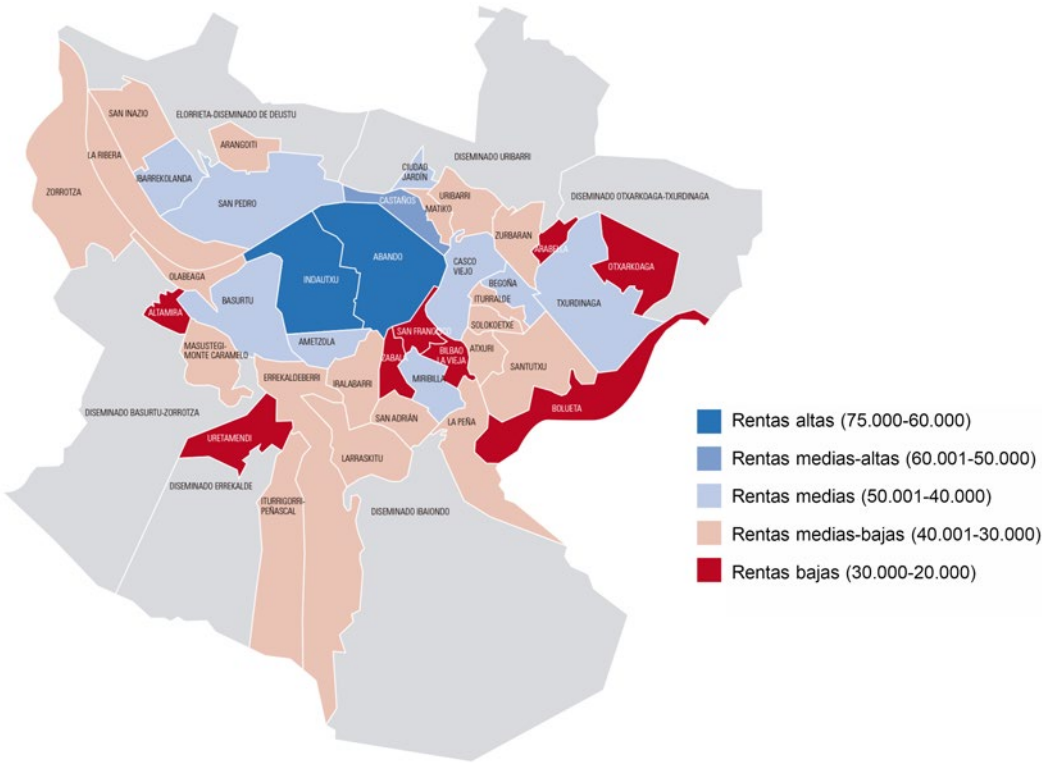 SAN INAZIO
ELORRIETA-DISEMINADO DE DEUSTU
ARANGOITI
LA RIBERA
IBARREKOLANDA
ZORROTZA
SAN PEDRO
CIUDAD
JARDÍN
DISEMINADO URIBARRI
CASTAÑOS
URIBARRI
MATIKO
DISEMINADO OTXARKOAGA-TXURDINAGA
ZURBARAN
ARABELLA
OTXARKOAGA
ABANDO
INDAUTXU
CASCO
VIEJO
BEGOÑA
TXURDINAGA
OLABEAGA
BASURTU
ITURRALDE
ALTAMIRA
SOLOKOETXE
SAN FRANCISCO
AMETZOLA
MASUSTEGI-
MONTE CARAMELO
ZABALA
BILBAO
LA VIEJA
ATXURI
SANTUTXU
ERREKALDEBERRI
IRALABARRI
MIRIBILLA
BOLUETA
DISEMINADO BASURTU-ZORROTZA
SAN ADRIÁN
LA PEÑA
URETAMENDI
LARRASKITU
DISEMINADO ERREKALDE
ITURRIGORRI-
PEÑASCAL
DISEMINADO IBAIONDO
Rentas altas (75.000-60.000)
Rentas medias-altas (60.001-50.000)
Rentas medias (50.001-40.000)
Rentas medias-bajas (40.001-30.000)
Rentas bajas (30.000-20.000)